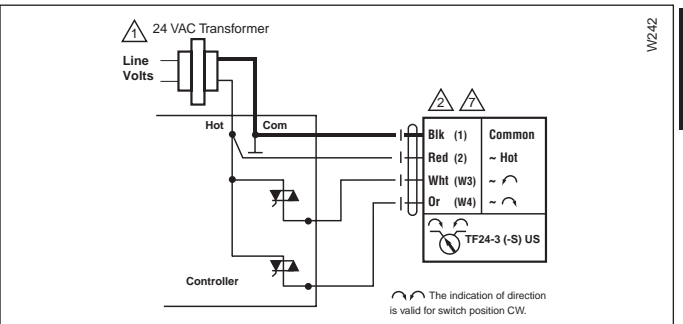 1 24 VAC Transformer
W242
Line
Volts
2 7
Hot Com
Blk (1) Common
Red (2) ~ Hot
Wht (W3) ~
Or (W4) ~
TF24-3 (-S) US
Controller
The indication of direction
is valid for switch position CW.